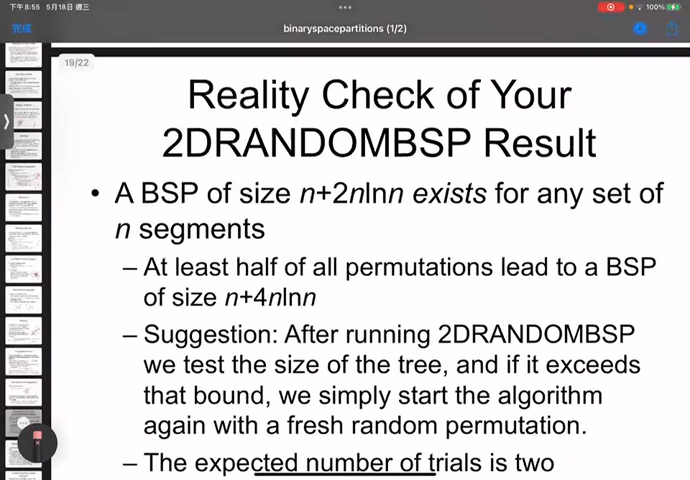 下午8:55 5月18日 週三
100%
完成
binaryspacepartitions (1/2)
19/22
Reality Check of Your
2DRANDOMBSP Result
• A BSP of size n+2nlnn exists for any set of
n segments
– At least half of all permutations lead to a BSP
of size n+4nlnn
– Suggestion: After running 2DRANDOMBSP
we test the size of the tree, and if it exceeds
that bound, we simply start the algorithm
again with a fresh random permutation.
– The expected number of trials is two